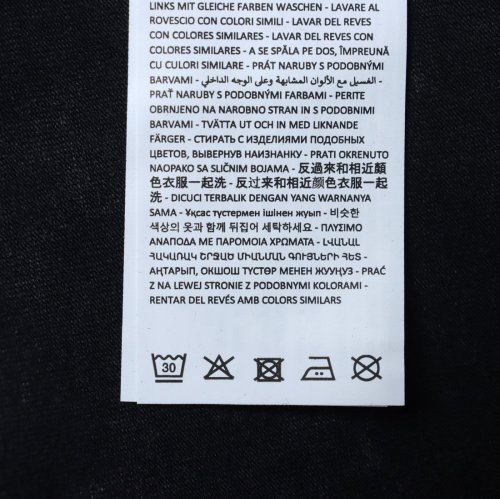 LINKS MIT GLEICHE FARBEN WASCHEN - LAVARE AL
ROVESCIO CON COLORI SIMILI - LAVAR DEL REVES
CON COLORES SIMILARES - LAVAR DEL REVES CON
COLORES SIMILARES - A SE SPĂLA PE DOS, ÎMPREUNĂ
CU CULORI SIMILARE - PRÁT NARUBY S PODOBNÝMI
BARVAMI - الغسيل مع الألوان المشابهة وعلى الوجه الداخلي -
PRAŤ NARUBY S PODOBNÝMI FARBAMI - PERITE
OBRNJENO NA NAROBNO STRAN IN S PODOBNIMI
BARVAMI - TVÄTTA UT OCH IN MED LIKNANDE
FÄRGER - СТИРАТЬ С ИЗДЕЛИЯМИ ПОДОБНЫХ
ЦВЕТОВ, ВЫВЕРНУВ НАИЗНАНКУ - PRATI OKRENUTO
NAOPAKO SA SLIČNIM BOJAMA - 反過來和相近顏
色衣服一起洗 - 反过来和相近颜色衣服一起
洗 - DICUCI TERBALIK DENGAN YANG WARNANYA
SAMA - Ұқсас түстермен ішінен жуып - 비슷한
색상의 옷과 함께 뒤집어 세탁하세요 - ΠΛΥΣΙΜΟ
ΑΝΑΠΟΔΑ ΜΕ ΠΑΡΟΜΟΙΑ ΧΡΩΜΑΤΑ - ԼՎԱՆԱԼ
ՀԱԿԱՌԱԿ ՇՐՋԱԾ ՄԻԱՆՄԱՆ ԳՈՒՅՆԵՐԻ ՀԵՏ -
АҢТАРЫП, ОКШОШ ТҮСТӨР МЕНЕН ЖУУҢУЗ - PRAĆ
Z NA LEWEJ STRONIE Z PODOBNYMI KOLORAMI -
RENTAR DEL REVÉS AMB COLORS SIMILARS
30